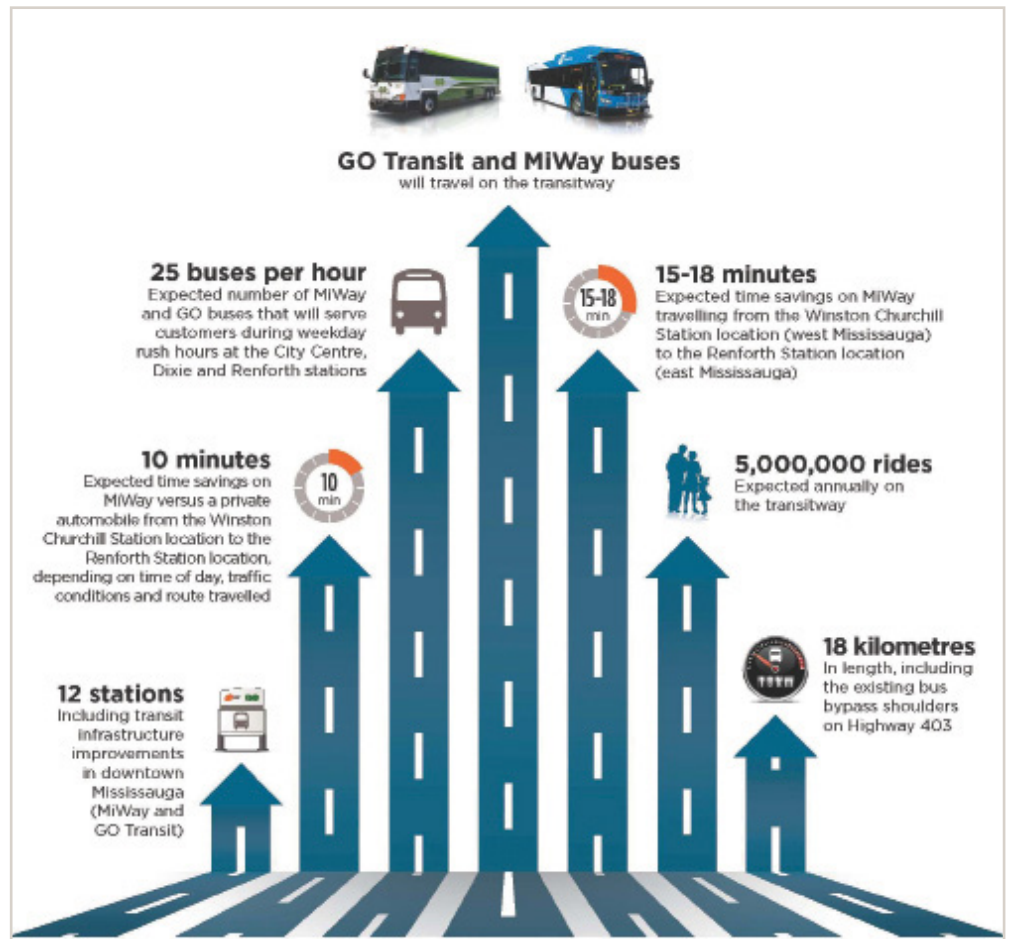 GO Transit and MiWay buses
will travel on the transitway
25 buses per hour
Expected number of MiWay
and GO buses that will serve
customers during weekday
rush hours at the City Centre,
Dixie and Renforth stations
15-18
min
15-18 minutes
Expected time savings on MiWay
travelling from the Winston Churchill
Station location (west Mississauga)
to the Renforth Station location
(east Mississauga)
10 minutes
Expected time savings on
MiWay versus a private
automobile from the Winston
Churchill Station location to the
Renforth Station location,
depending on time of day, traffic
conditions and route travelled
10
min
5,000,000 rides
Expected annually on
the transitway
12 stations
Including transit
infrastructure
improvements
in downtown
Mississauga
(MiWay and
GO Transit)
18 kilometres
In length, including
the existing bus
bypass shoulders
on Highway 403